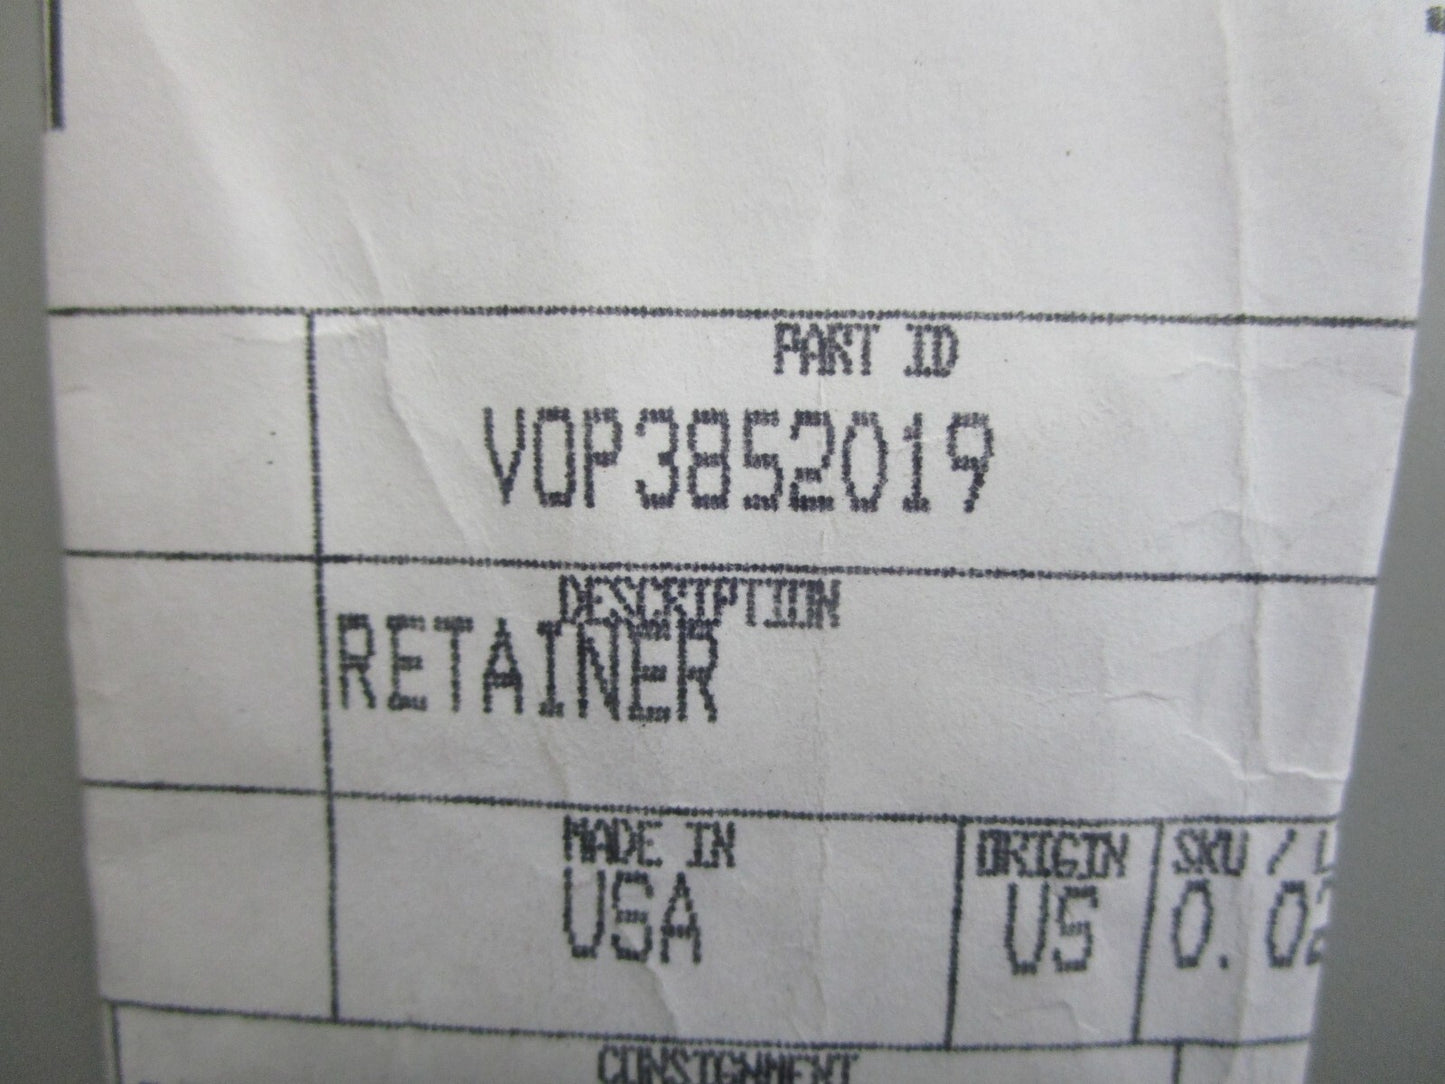 PART ID
VOP3852019
DESCRIPTION
RETAINER
MADE IN
USA
ORIGIN
US
SKU / L
0.02
CONSIGNMENT